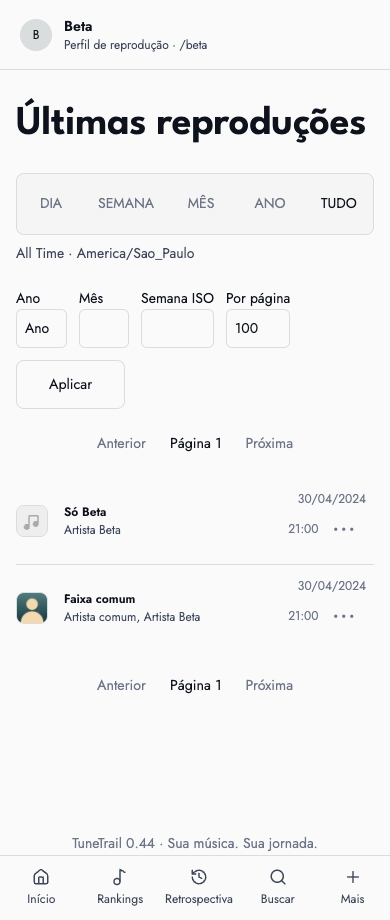 B
Beta
Perfil de reprodução · /beta
Últimas reproduções
DIA SEMANA MÊS ANO TUDO
All Time · America/Sao_Paulo
Ano Mês Semana ISO Por página
Ano 100
Aplicar
Anterior Página 1 Próxima
30/04/2024
Só Beta
Artista Beta
21:00
30/04/2024
Faixa comum
Artista comum, Artista Beta
21:00
Anterior Página 1 Próxima
TuneTrail 0.44 · Sua música. Sua jornada.
Início Rankings Retrospectiva Buscar Mais